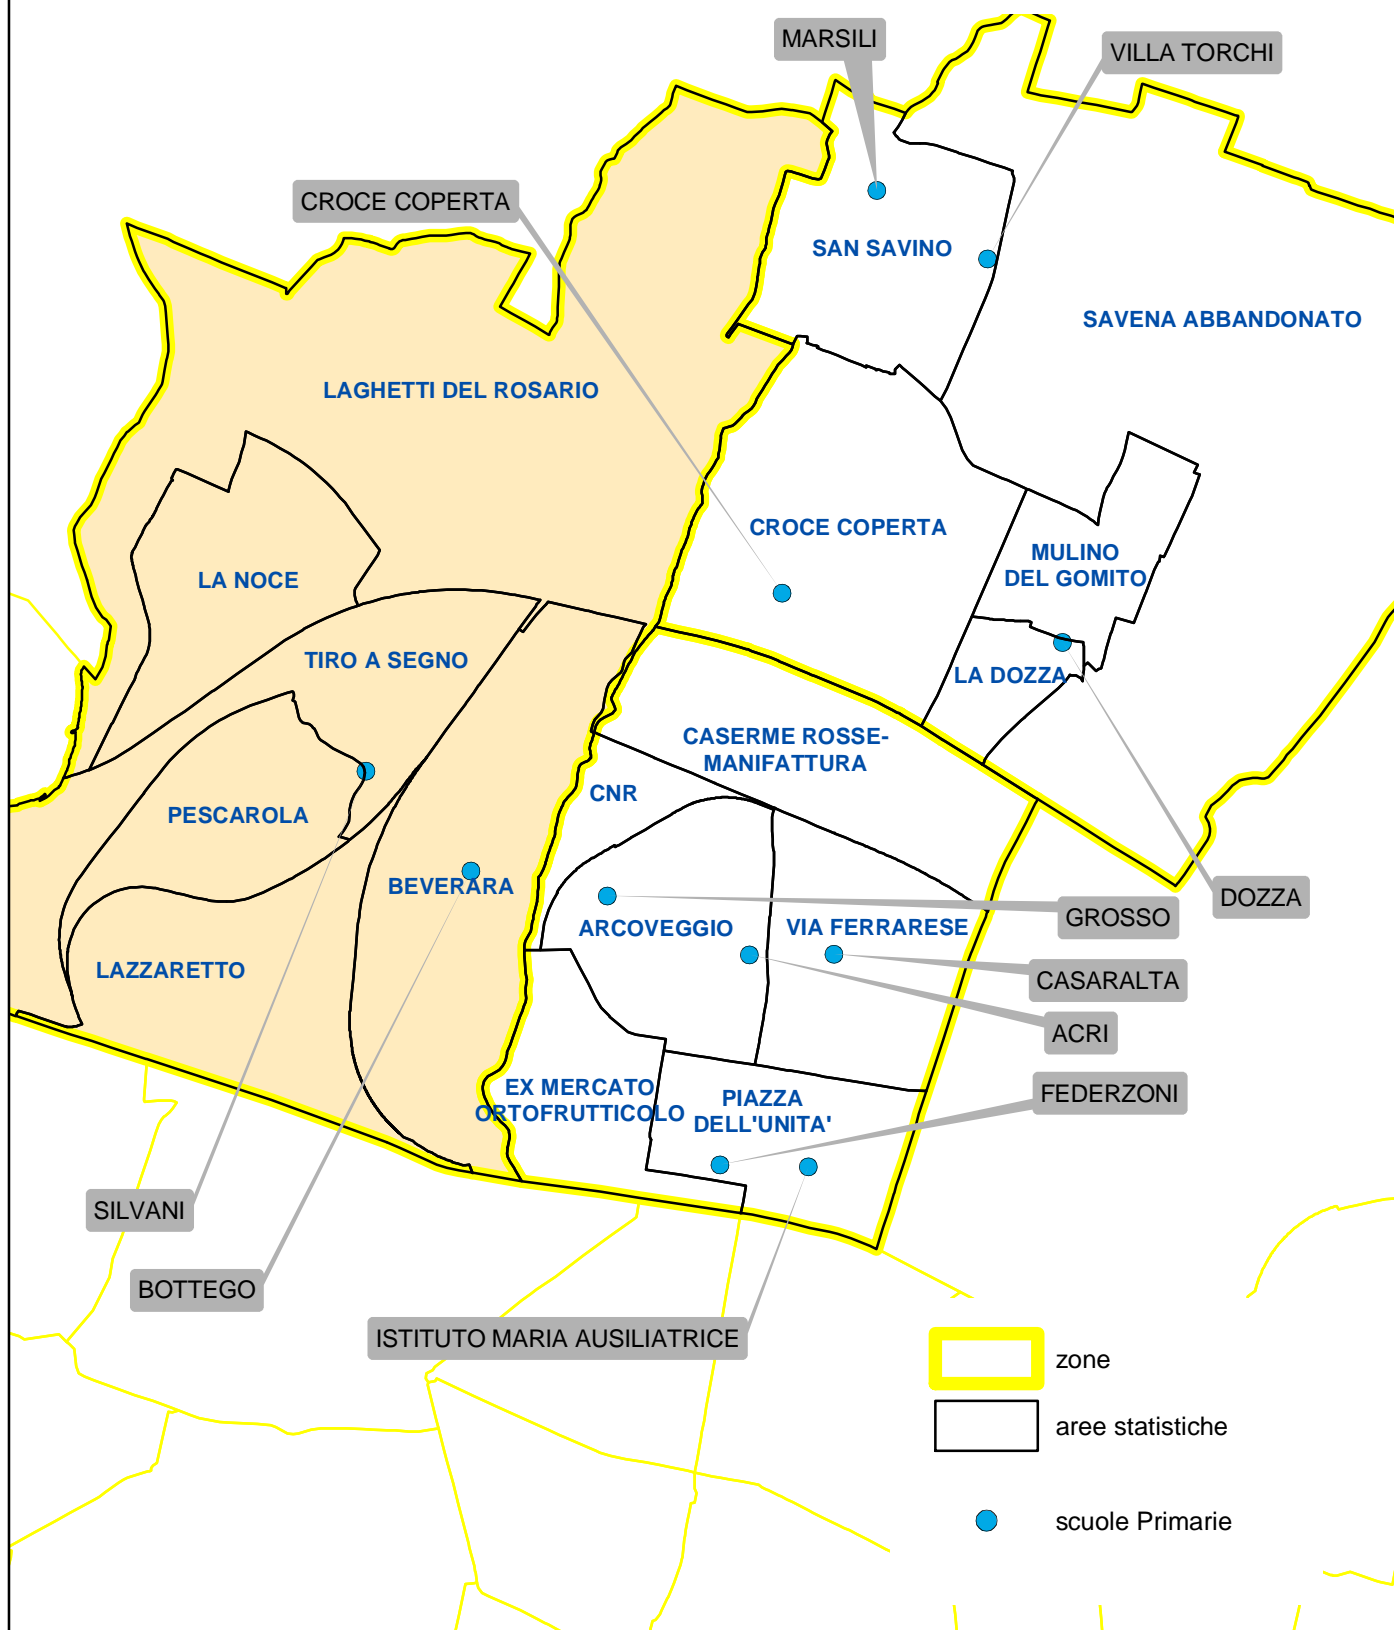 MARSILI
VILLA TORCHI
CROCE COPERTA
SAN SAVINO
SAVENA ABBANDONATO
LAGHETTI DEL ROSARIO
CROCE COPERTA
MULINO
DEL GOMITO
LA NOCE
TIRO A SEGNO
LA DOZZA
CASERME ROSSE-
MANIFATTURA
CNR
PESCAROLA
BEVERARA
DOZZA
GROSSO
ARCOVEGGIO
VIA FERRARESE
LAZZARETTO
CASARALTA
ACRI
EX MERCATO
ORTOFRUTTICOLO
PIAZZA
DELL'UNITA'
FEDERZONI
SILVANI
BOTTEGO
ISTITUTO MARIA AUSILIATRICE
zone
aree statistiche
scuole Primarie